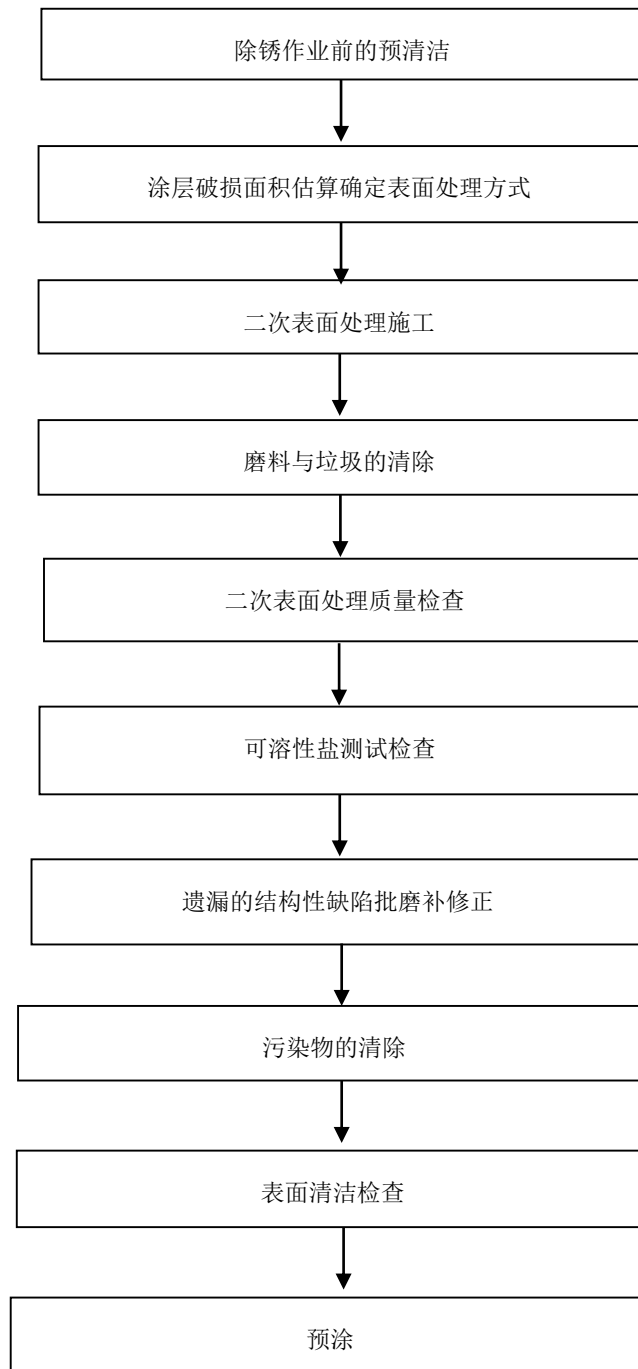 除锈作业前的预清洁
涂层破损面积估算确定表面处理方式
二次表面处理施工
磨料与垃圾的清除
二次表面处理质量检查
可溶性盐测试检查
遗漏的结构性缺陷批磨补修正
污染物的清除
表面清洁检查
预涂